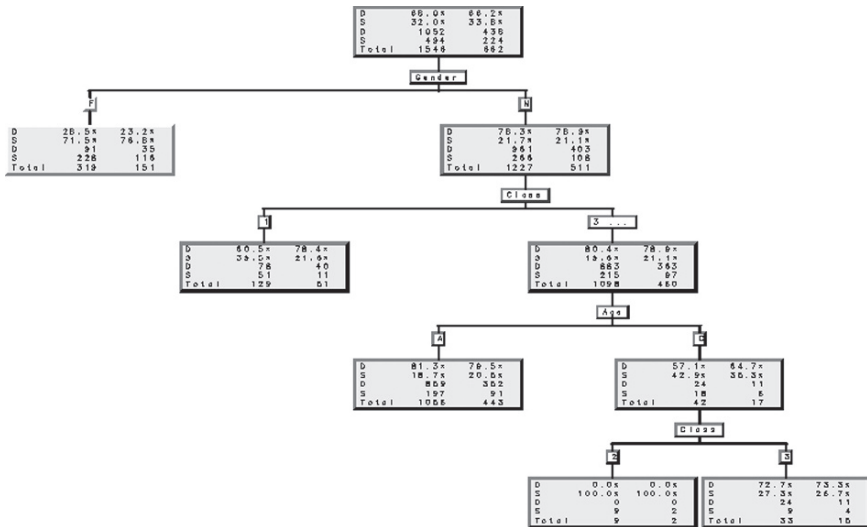 D 68.0% 66.2%
S 32.0% 33.8%
D 1052 438
S 494 224
Total 1546 662
Gender
F
D 28.5% 23.2%
S 71.5% 76.8%
D 91 35
S 228 116
Total 319 151
M
D 78.3% 78.9%
S 21.7% 21.1%
D 961 403
S 266 108
Total 1227 511
Class
1
D 60.5% 78.4%
S 39.5% 21.6%
D 78 40
S 51 11
Total 129 51
3 ...
D 80.4% 78.9%
S 19.6% 21.1%
D 883 363
S 215 97
Total 1098 460
Age
A
D 81.3% 79.5%
S 18.7% 20.5%
D 859 352
S 197 91
Total 1056 443
C
D 57.1% 64.7%
S 42.9% 35.3%
D 24 11
S 18 6
Total 42 17
Class
2
D 0.0% 0.0%
S 100.0% 100.0%
D 0 0
S 9 2
Total 9 2
3
D 72.7% 73.3%
S 27.3% 26.7%
D 24 11
S 9 4
Total 33 15